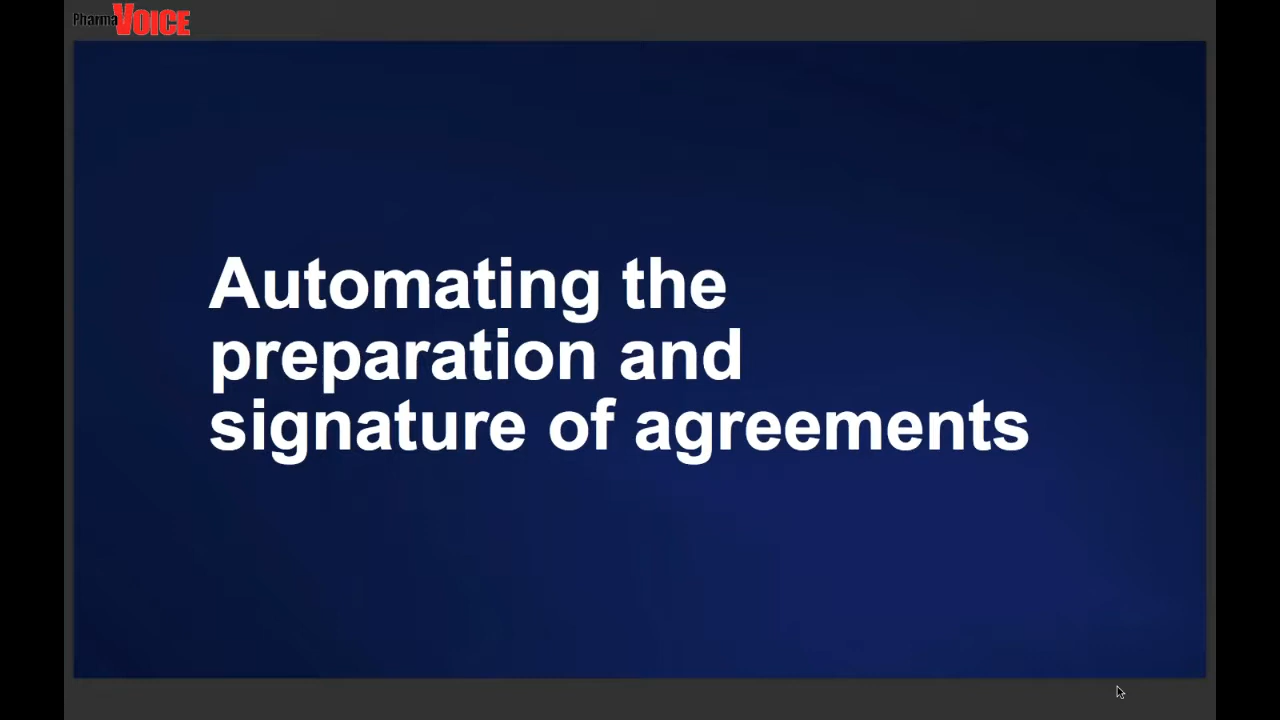 PharmaVOICE
Automating the
preparation and
signature of agreements